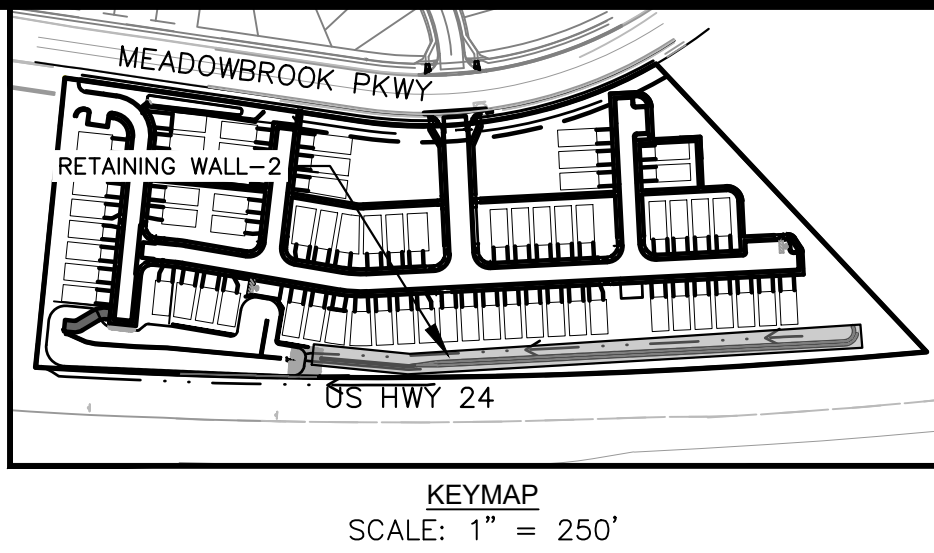 MEADOWBROOK PKWY
RETAINING WALL-2
US HWY 24
KEYMAP
SCALE: 1" = 250'